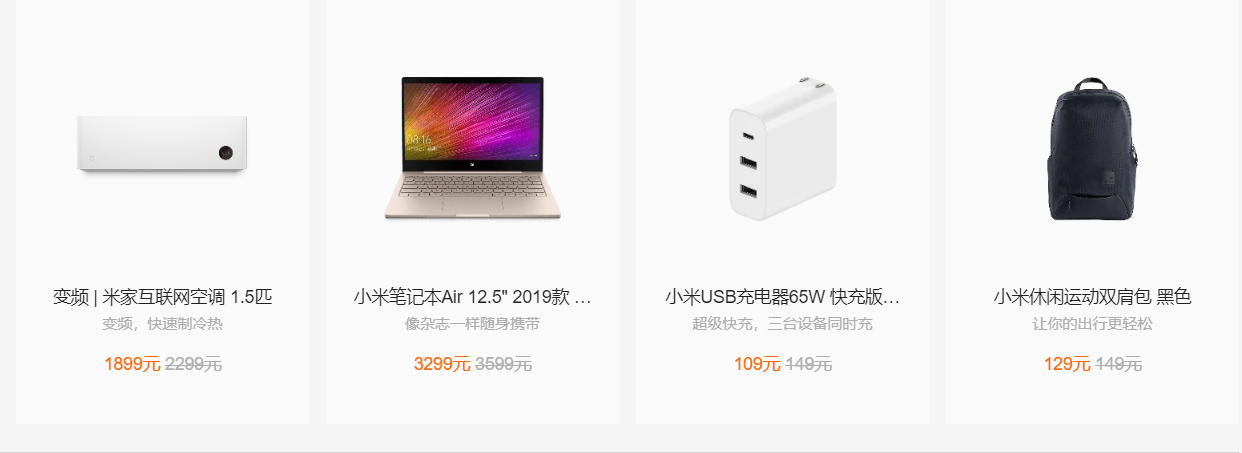 08:16
变频 | 米家互联网空调 1.5匹
变频，快速制冷热
1899元 2299元
小米笔记本Air 12.5" 2019款 ...
像杂志一样随身携带
3299元 3599元
小米USB充电器65W 快充版...
超级快充，三台设备同时充
109元 149元
小米休闲运动双肩包 黑色
让你的出行更轻松
129元 149元